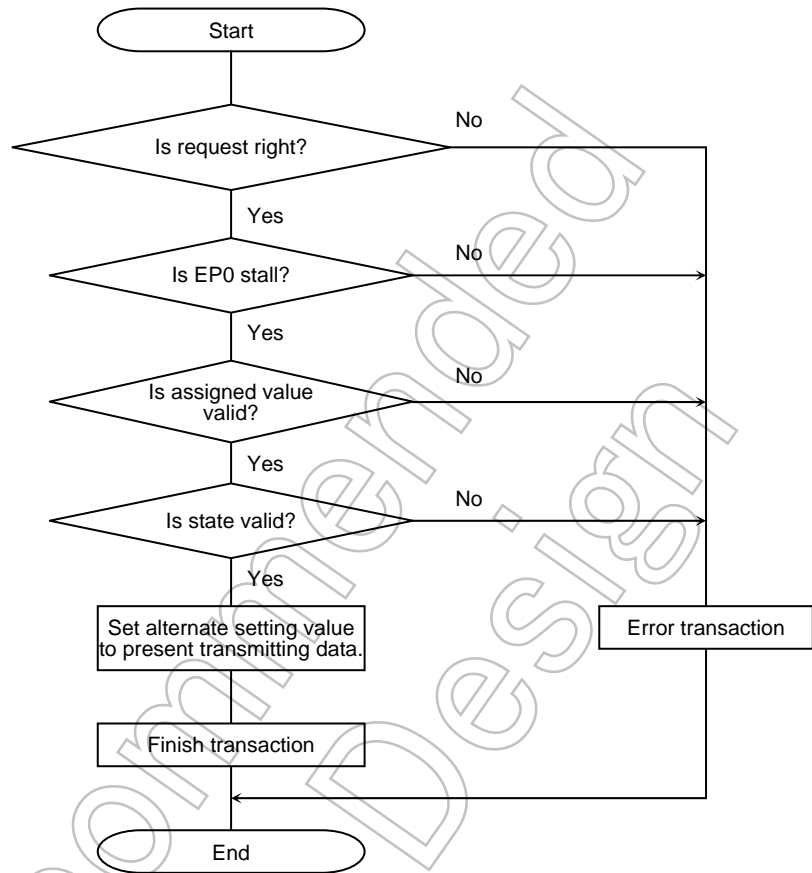 Start
No
Is request right?
Yes
No
Is EP0 stall?
Yes
No
Is assigned value
valid?
Yes
No
Is state valid?
Yes
Set alternate setting value
to present transmitting data.
Error transaction
Finish transaction
End
ommended
Design